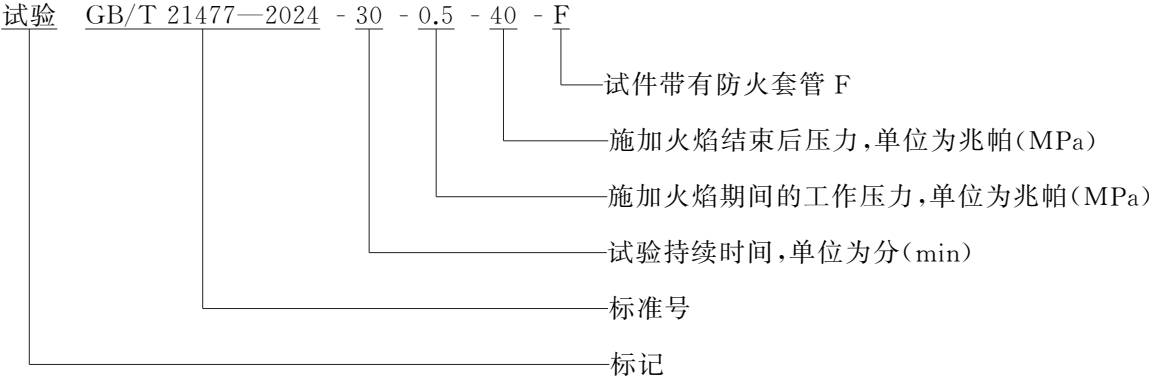 试验 GB/T 21477—2024 - 30 - 0.5 - 40 - F
试件带有防火套管 F
施加火焰结束后压力,单位为兆帕(MPa)
施加火焰期间的工作压力,单位为兆帕(MPa)
试验持续时间,单位为分(min)
标准号
标记